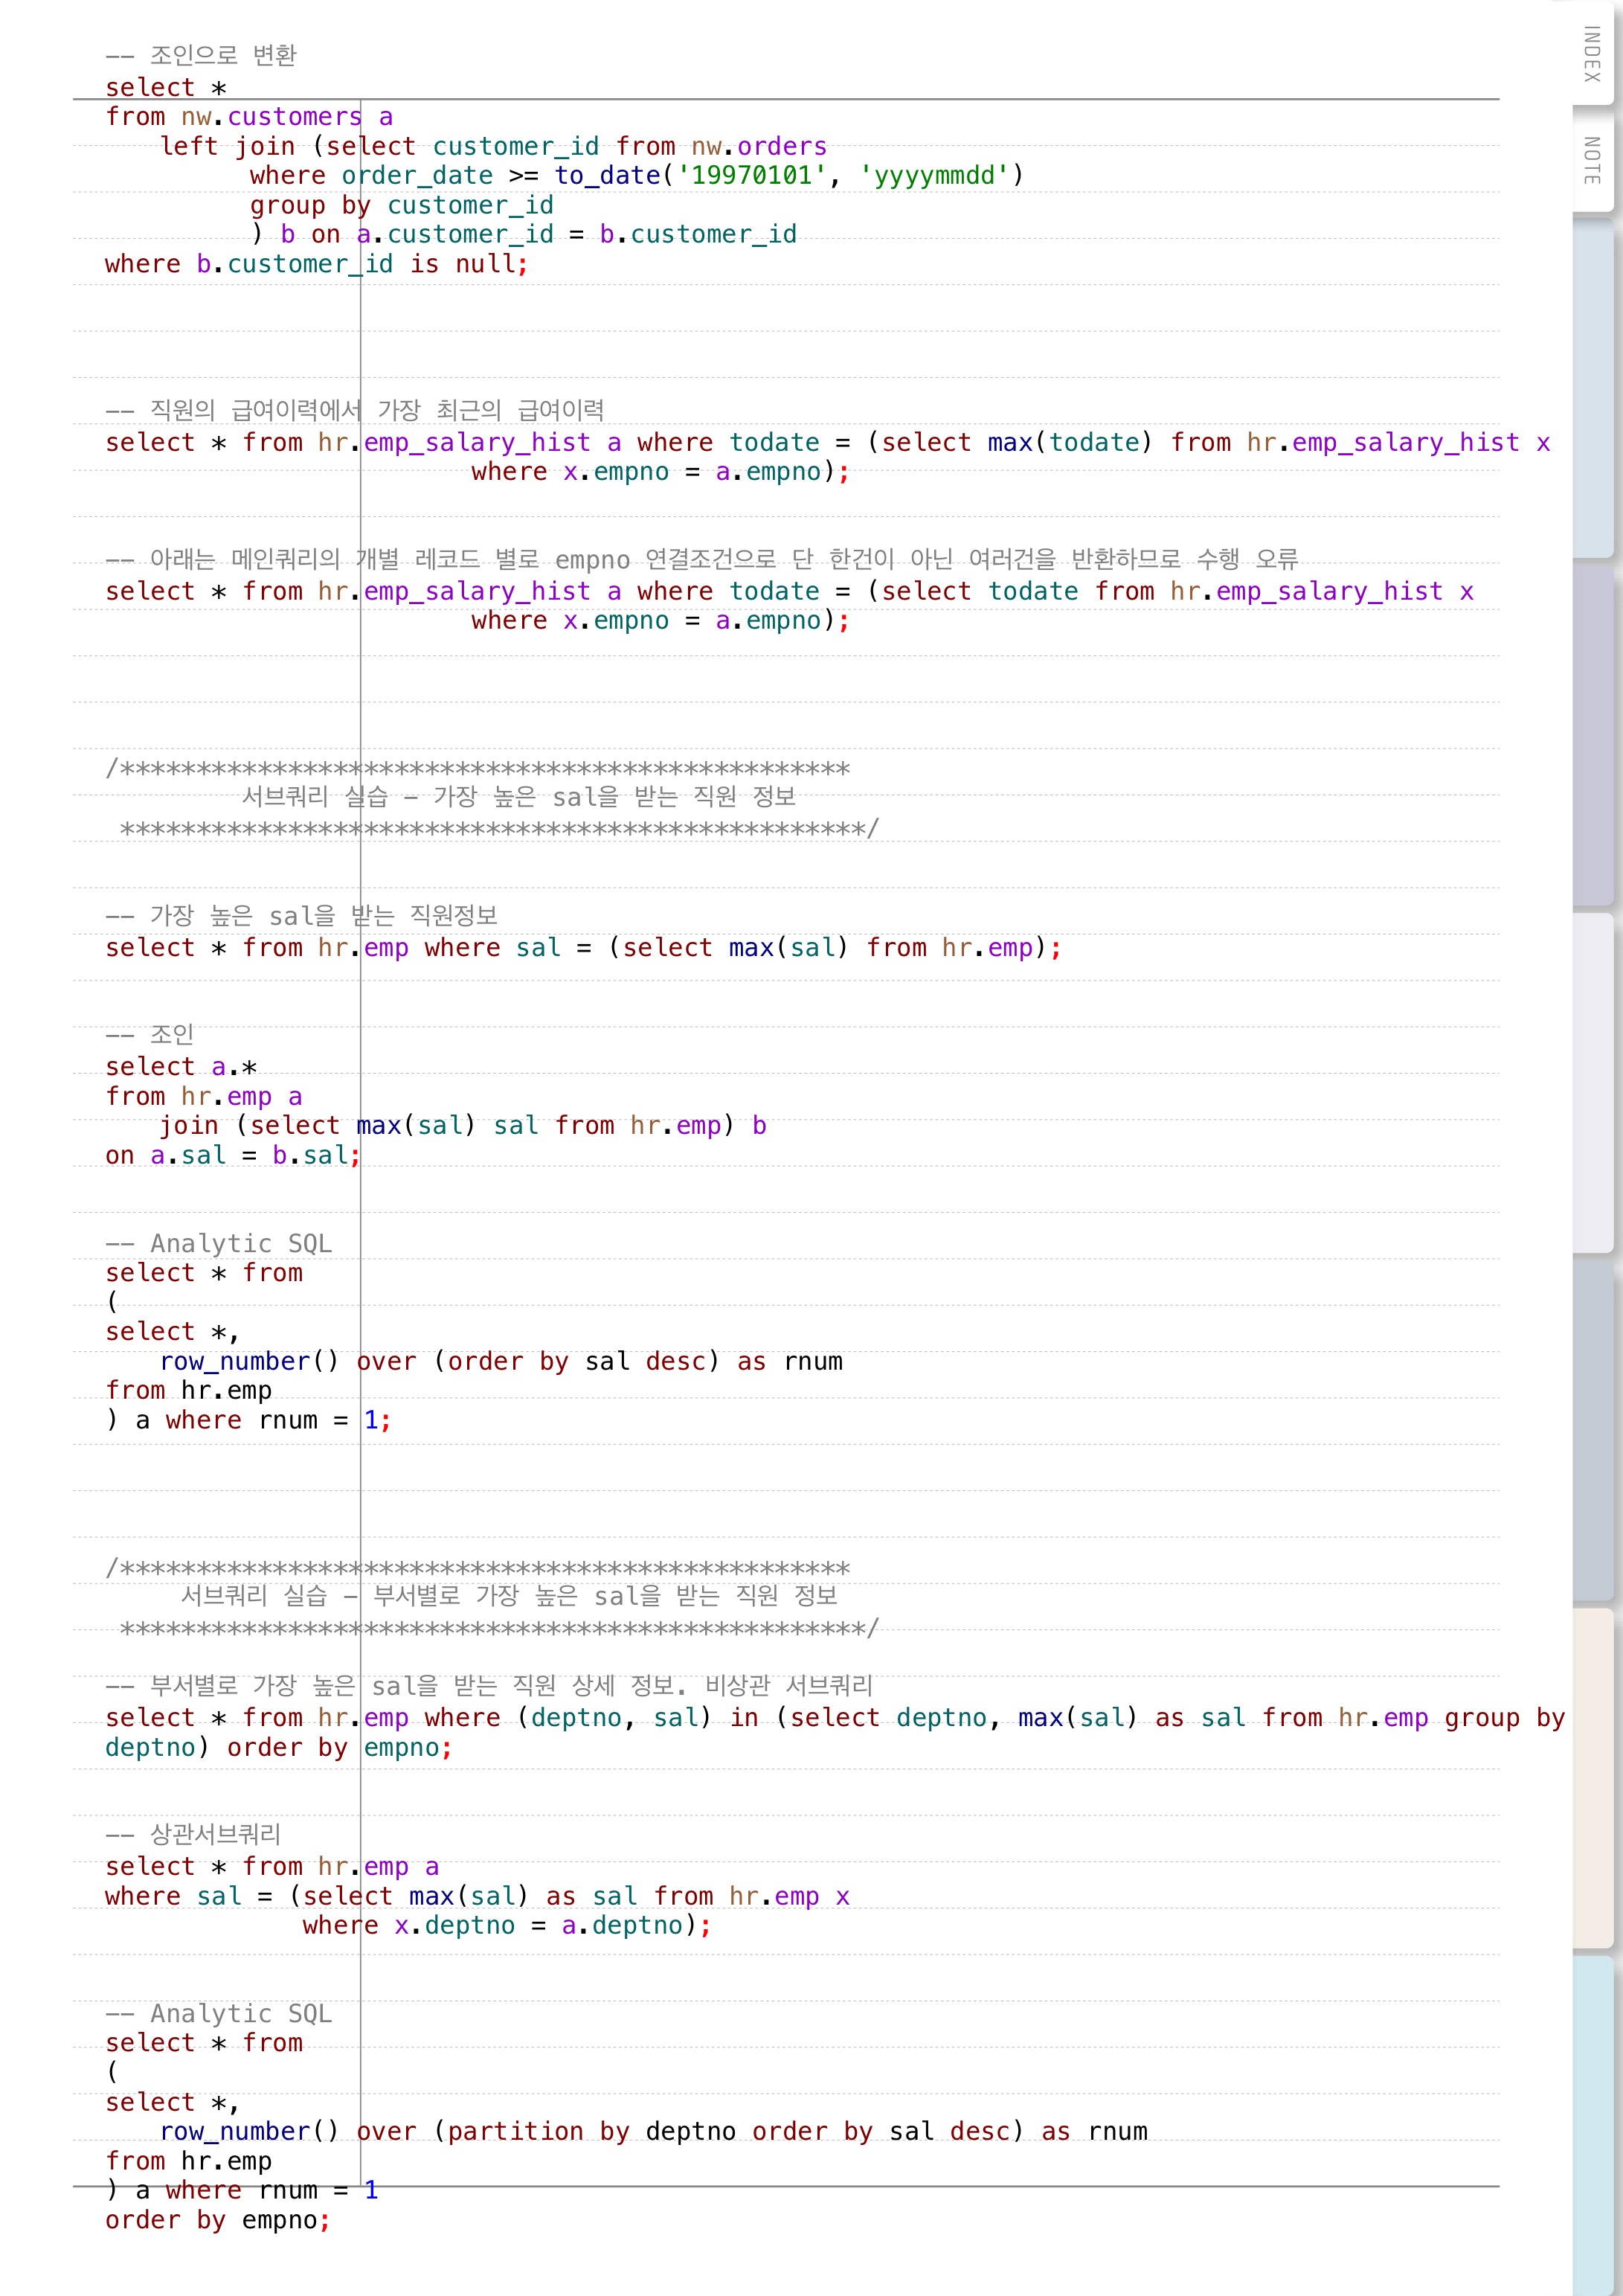 -- 조인으로 변환
select *
from nw.customers a
left join (select customer_id from nw.orders
where order_date >= to_date('19970101', 'yyyymmdd')
group by customer_id
) b on a.customer_id = b.customer_id
where b.customer_id is null;
-- 직원의 급여이력에서 가장 최근의 급여이력
select * from hr.emp_salary_hist a where todate = (select max(todate) from hr.emp_salary_hist x
where x.empno = a.empno);
-- 아래는 메인쿼리의 개별 레코드 별로 empno 연결조건으로 단 한건이 아닌 여러건을 반환하므로 수행 오류
select * from hr.emp_salary_hist a where todate = (select todate from hr.emp_salary_hist x
where x.empno = a.empno);
/************************************************
서브쿼리 실습 - 가장 높은 sal을 받는 직원 정보
*************************************************/
-- 가장 높은 sal을 받는 직원정보
select * from hr.emp where sal = (select max(sal) from hr.emp);
-- 조인
select a.*
from hr.emp a
join (select max(sal) sal from hr.emp) b
on a.sal = b.sal;
-- Analytic SQL
select * from
(
select *,
row_number() over (order by sal desc) as rnum
from hr.emp
) a where rnum = 1;
/************************************************
서브쿼리 실습 - 부서별로 가장 높은 sal을 받는 직원 정보
*************************************************/
-- 부서별로 가장 높은 sal을 받는 직원 상세 정보. 비상관 서브쿼리
select * from hr.emp where (deptno, sal) in (select deptno, max(sal) as sal from hr.emp group by
deptno) order by empno;
-- 상관서브쿼리
select * from hr.emp a
where sal = (select max(sal) as sal from hr.emp x
where x.deptno = a.deptno);
-- Analytic SQL
select * from
(
select *,
row_number() over (partition by deptno order by sal desc) as rnum
from hr.emp
) a where rnum = 1
order by empno;
INDEX
NOTE